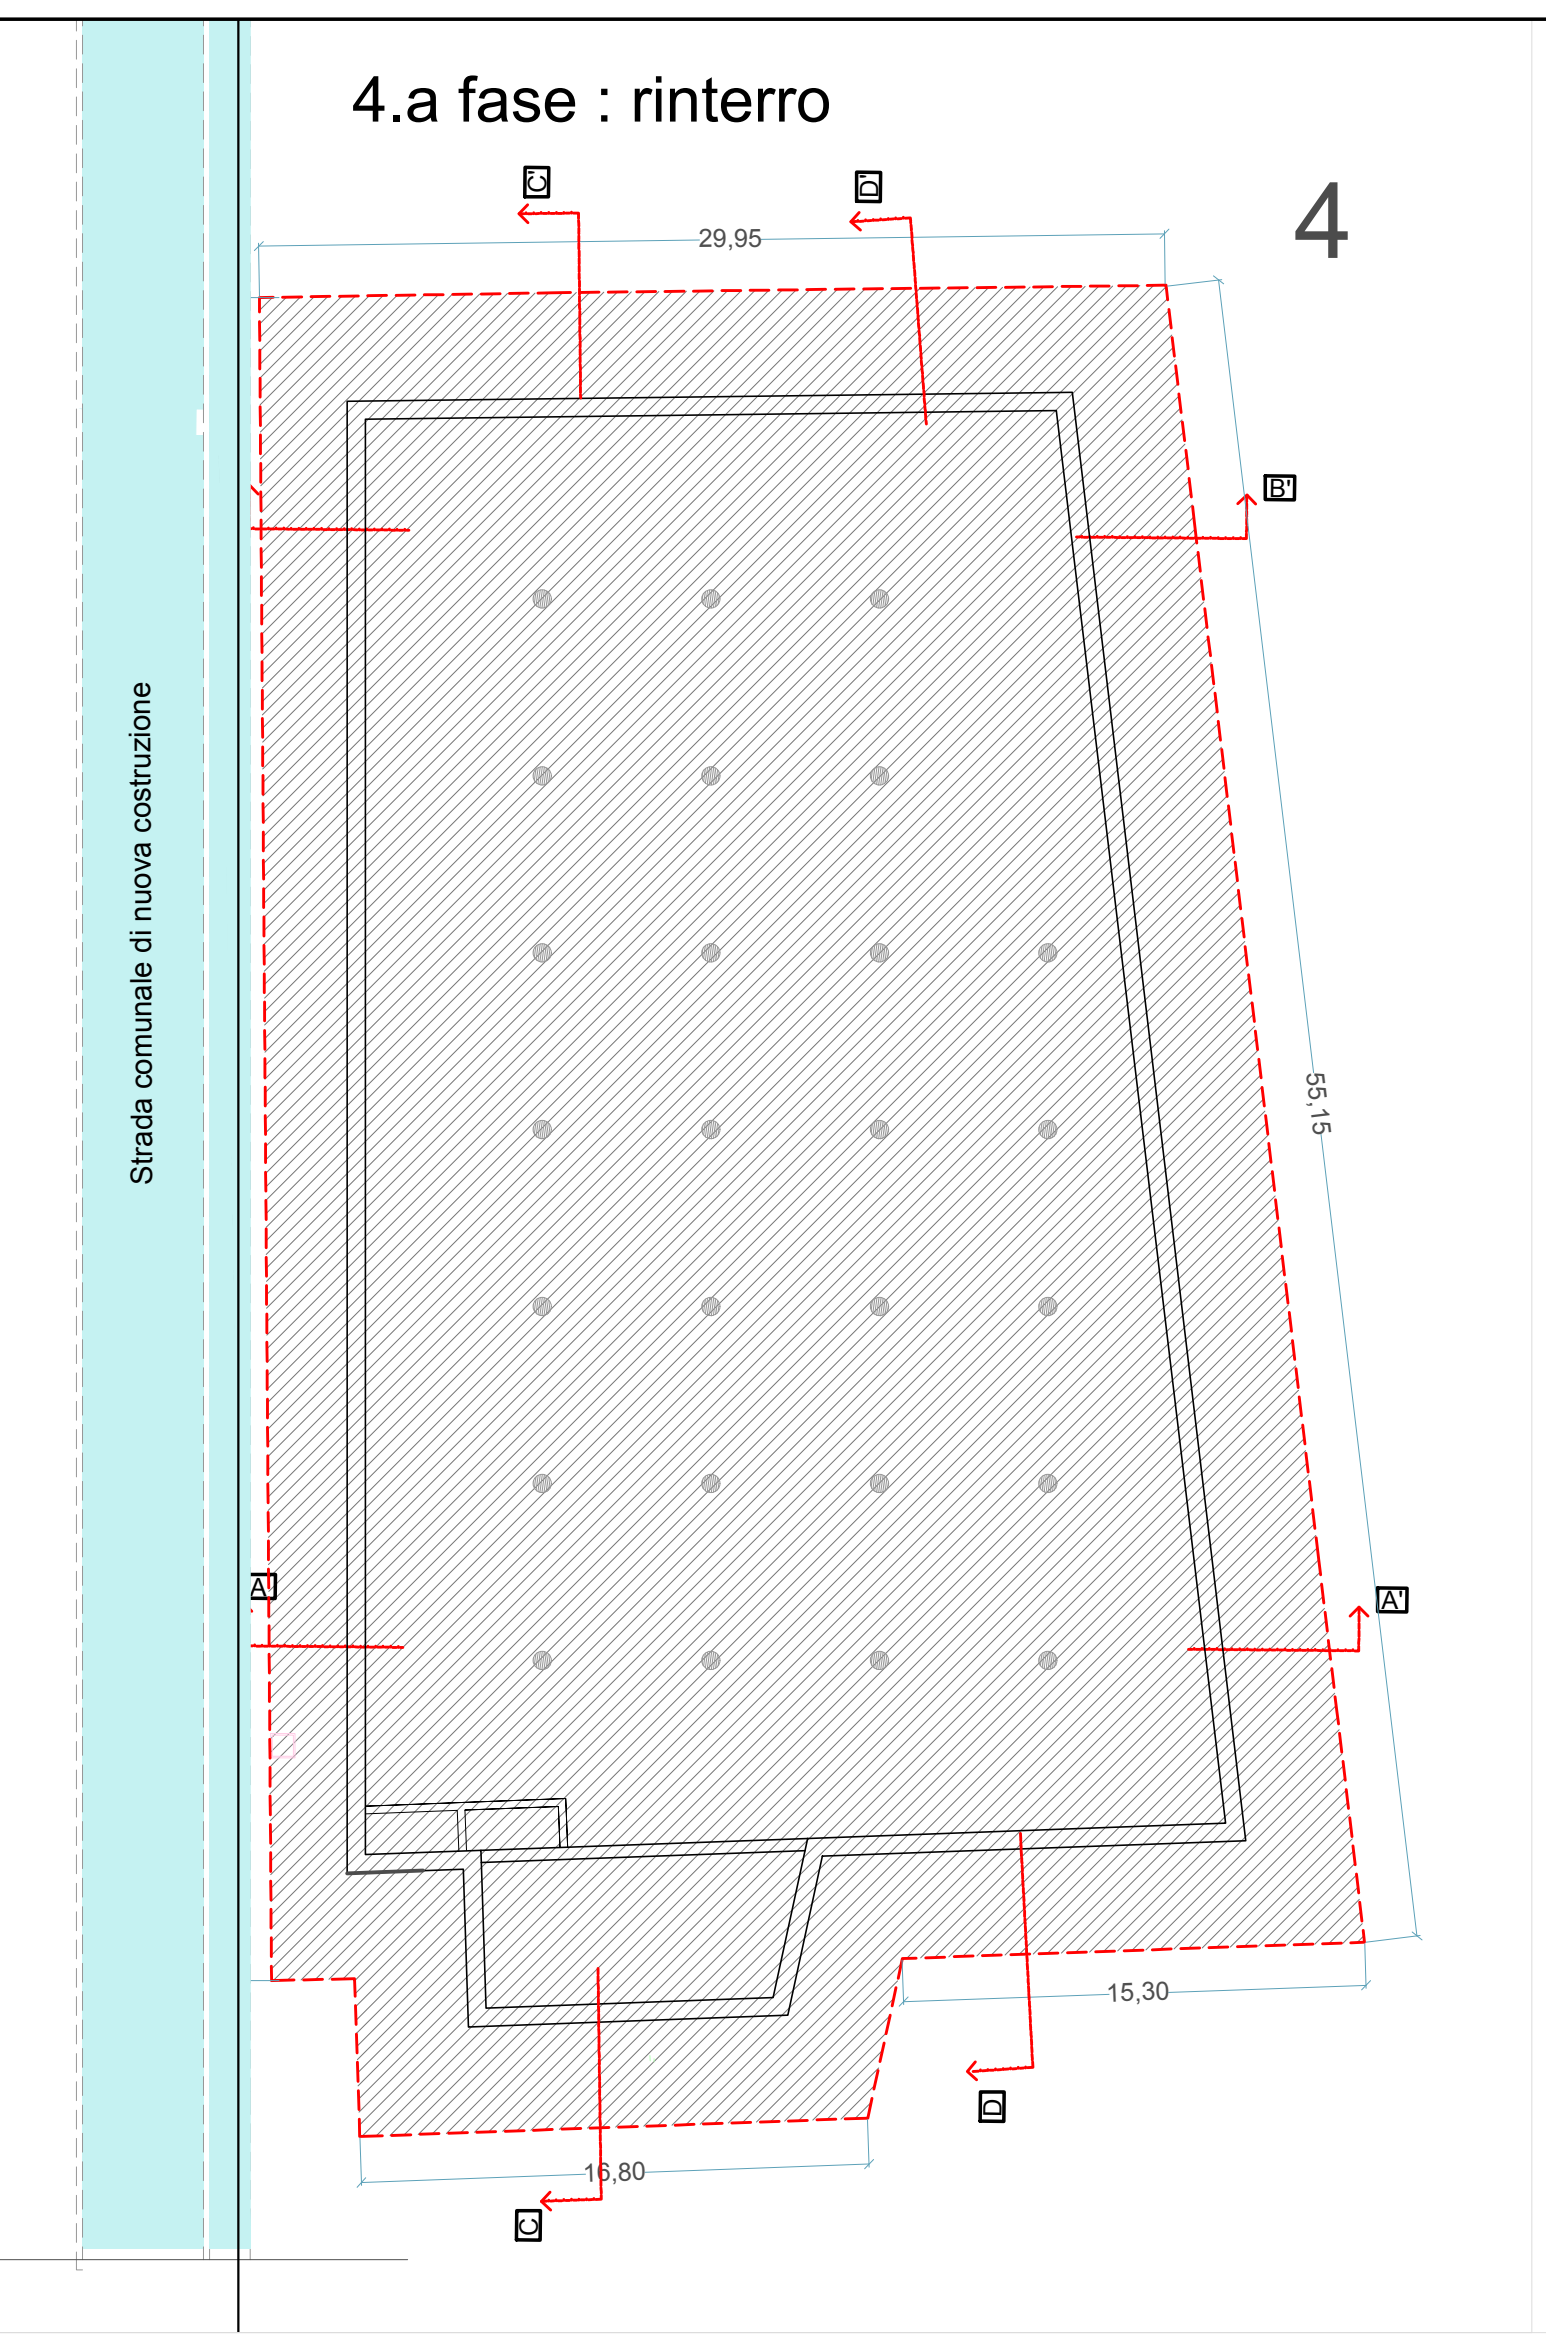 4.a fase : rinterro
C'
D'
4
29,95
B'
Strada comunale di nuova costruzione
55,15
A
A'
15,30
D
16,80
C